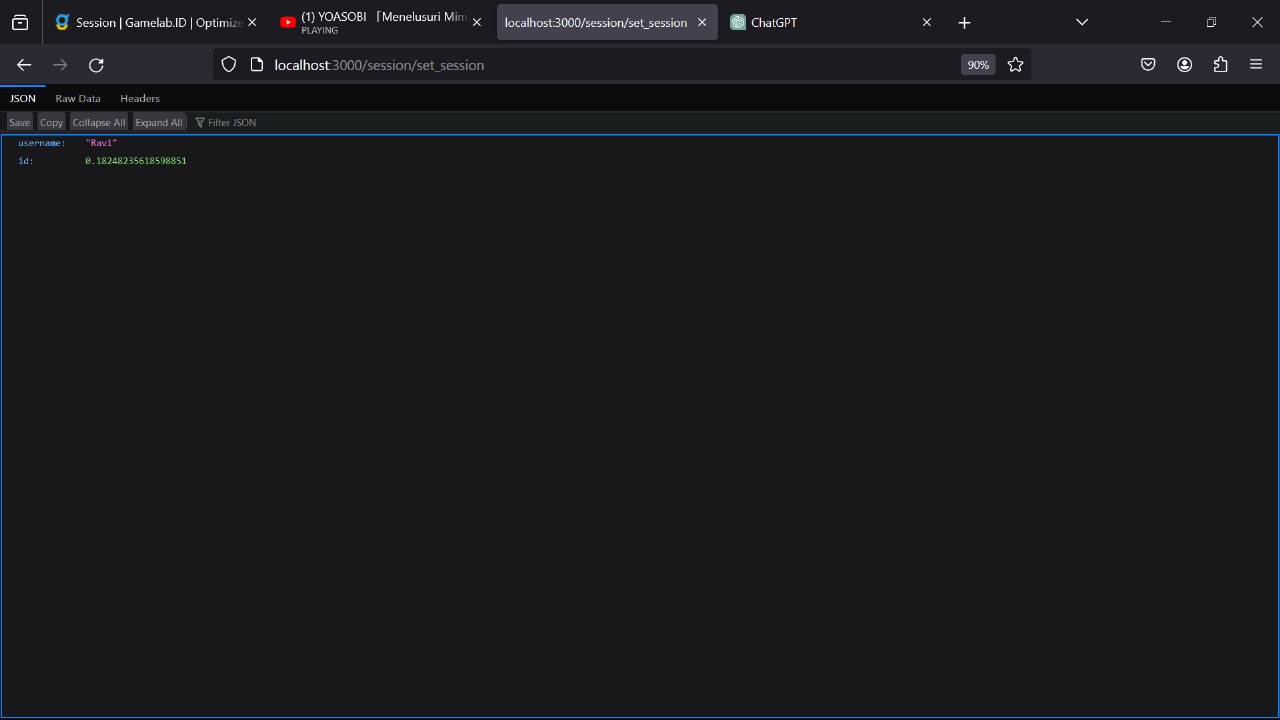 Session | Gamelab.ID | Optimize
(1) YOASOBI 「Menelusuri Mim
PLAYING
localhost:3000/session/set_session
ChatGPT
localhost:3000/session/set_session
90%
JSON
Raw Data
Headers
Save
Copy
Collapse All
Expand All
Filter JSON
username: "Ravi"
id: 0.18248235618598851